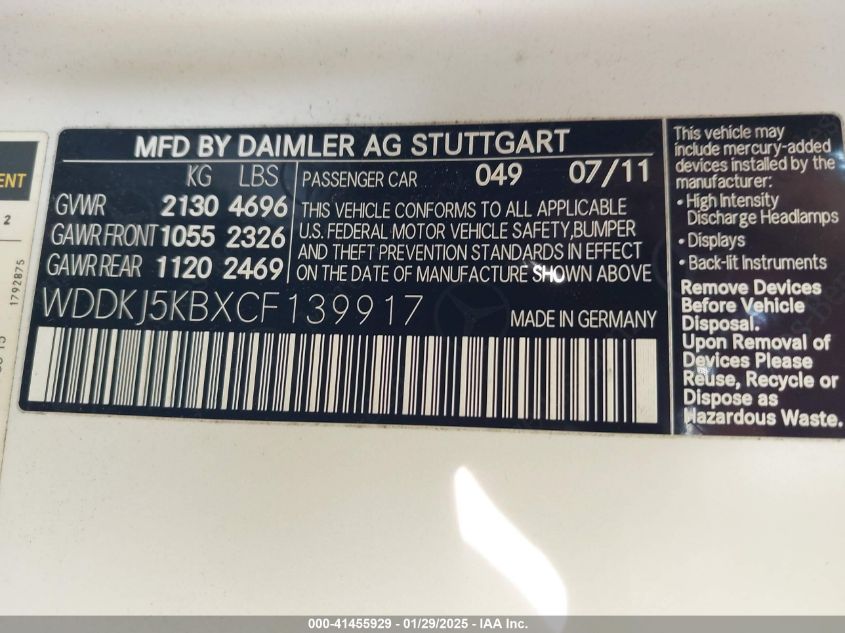 MFD BY DAIMLER AG STUTTGART
KG LBS
GVWR 2130 4696
GAWR FRONT 1055 2326
GAWR REAR 1120 2469
PASSENGER CAR 049 07/11
THIS VEHICLE CONFORMS TO ALL APPLICABLE
U.S. FEDERAL MOTOR VEHICLE SAFETY,BUMPER
AND THEFT PREVENTION STANDARDS IN EFFECT
ON THE DATE OF MANUFACTURE SHOWN ABOVE
WDDKJ5KBXCF139917
MADE IN GERMANY
This vehicle may
include mercury-added
devices installed by the
manufacturer:
• High Intensity
Discharge Headlamps
• Displays
• Back-lit Instruments
Remove Devices
Before Vehicle
Disposal.
Upon Removal of
Devices Please
Reuse, Recycle or
Dispose as
Hazardous Waste.
2
1792875
000-41455929 - 01/29/2025 - IAA Inc.